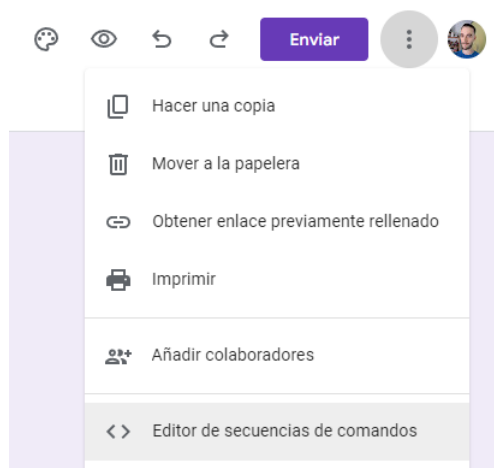 Enviar
Hacer una copia
Mover a la papelera
Obtener enlace previamente rellenado
Imprimir
Añadir colaboradores
Editor de secuencias de comandos